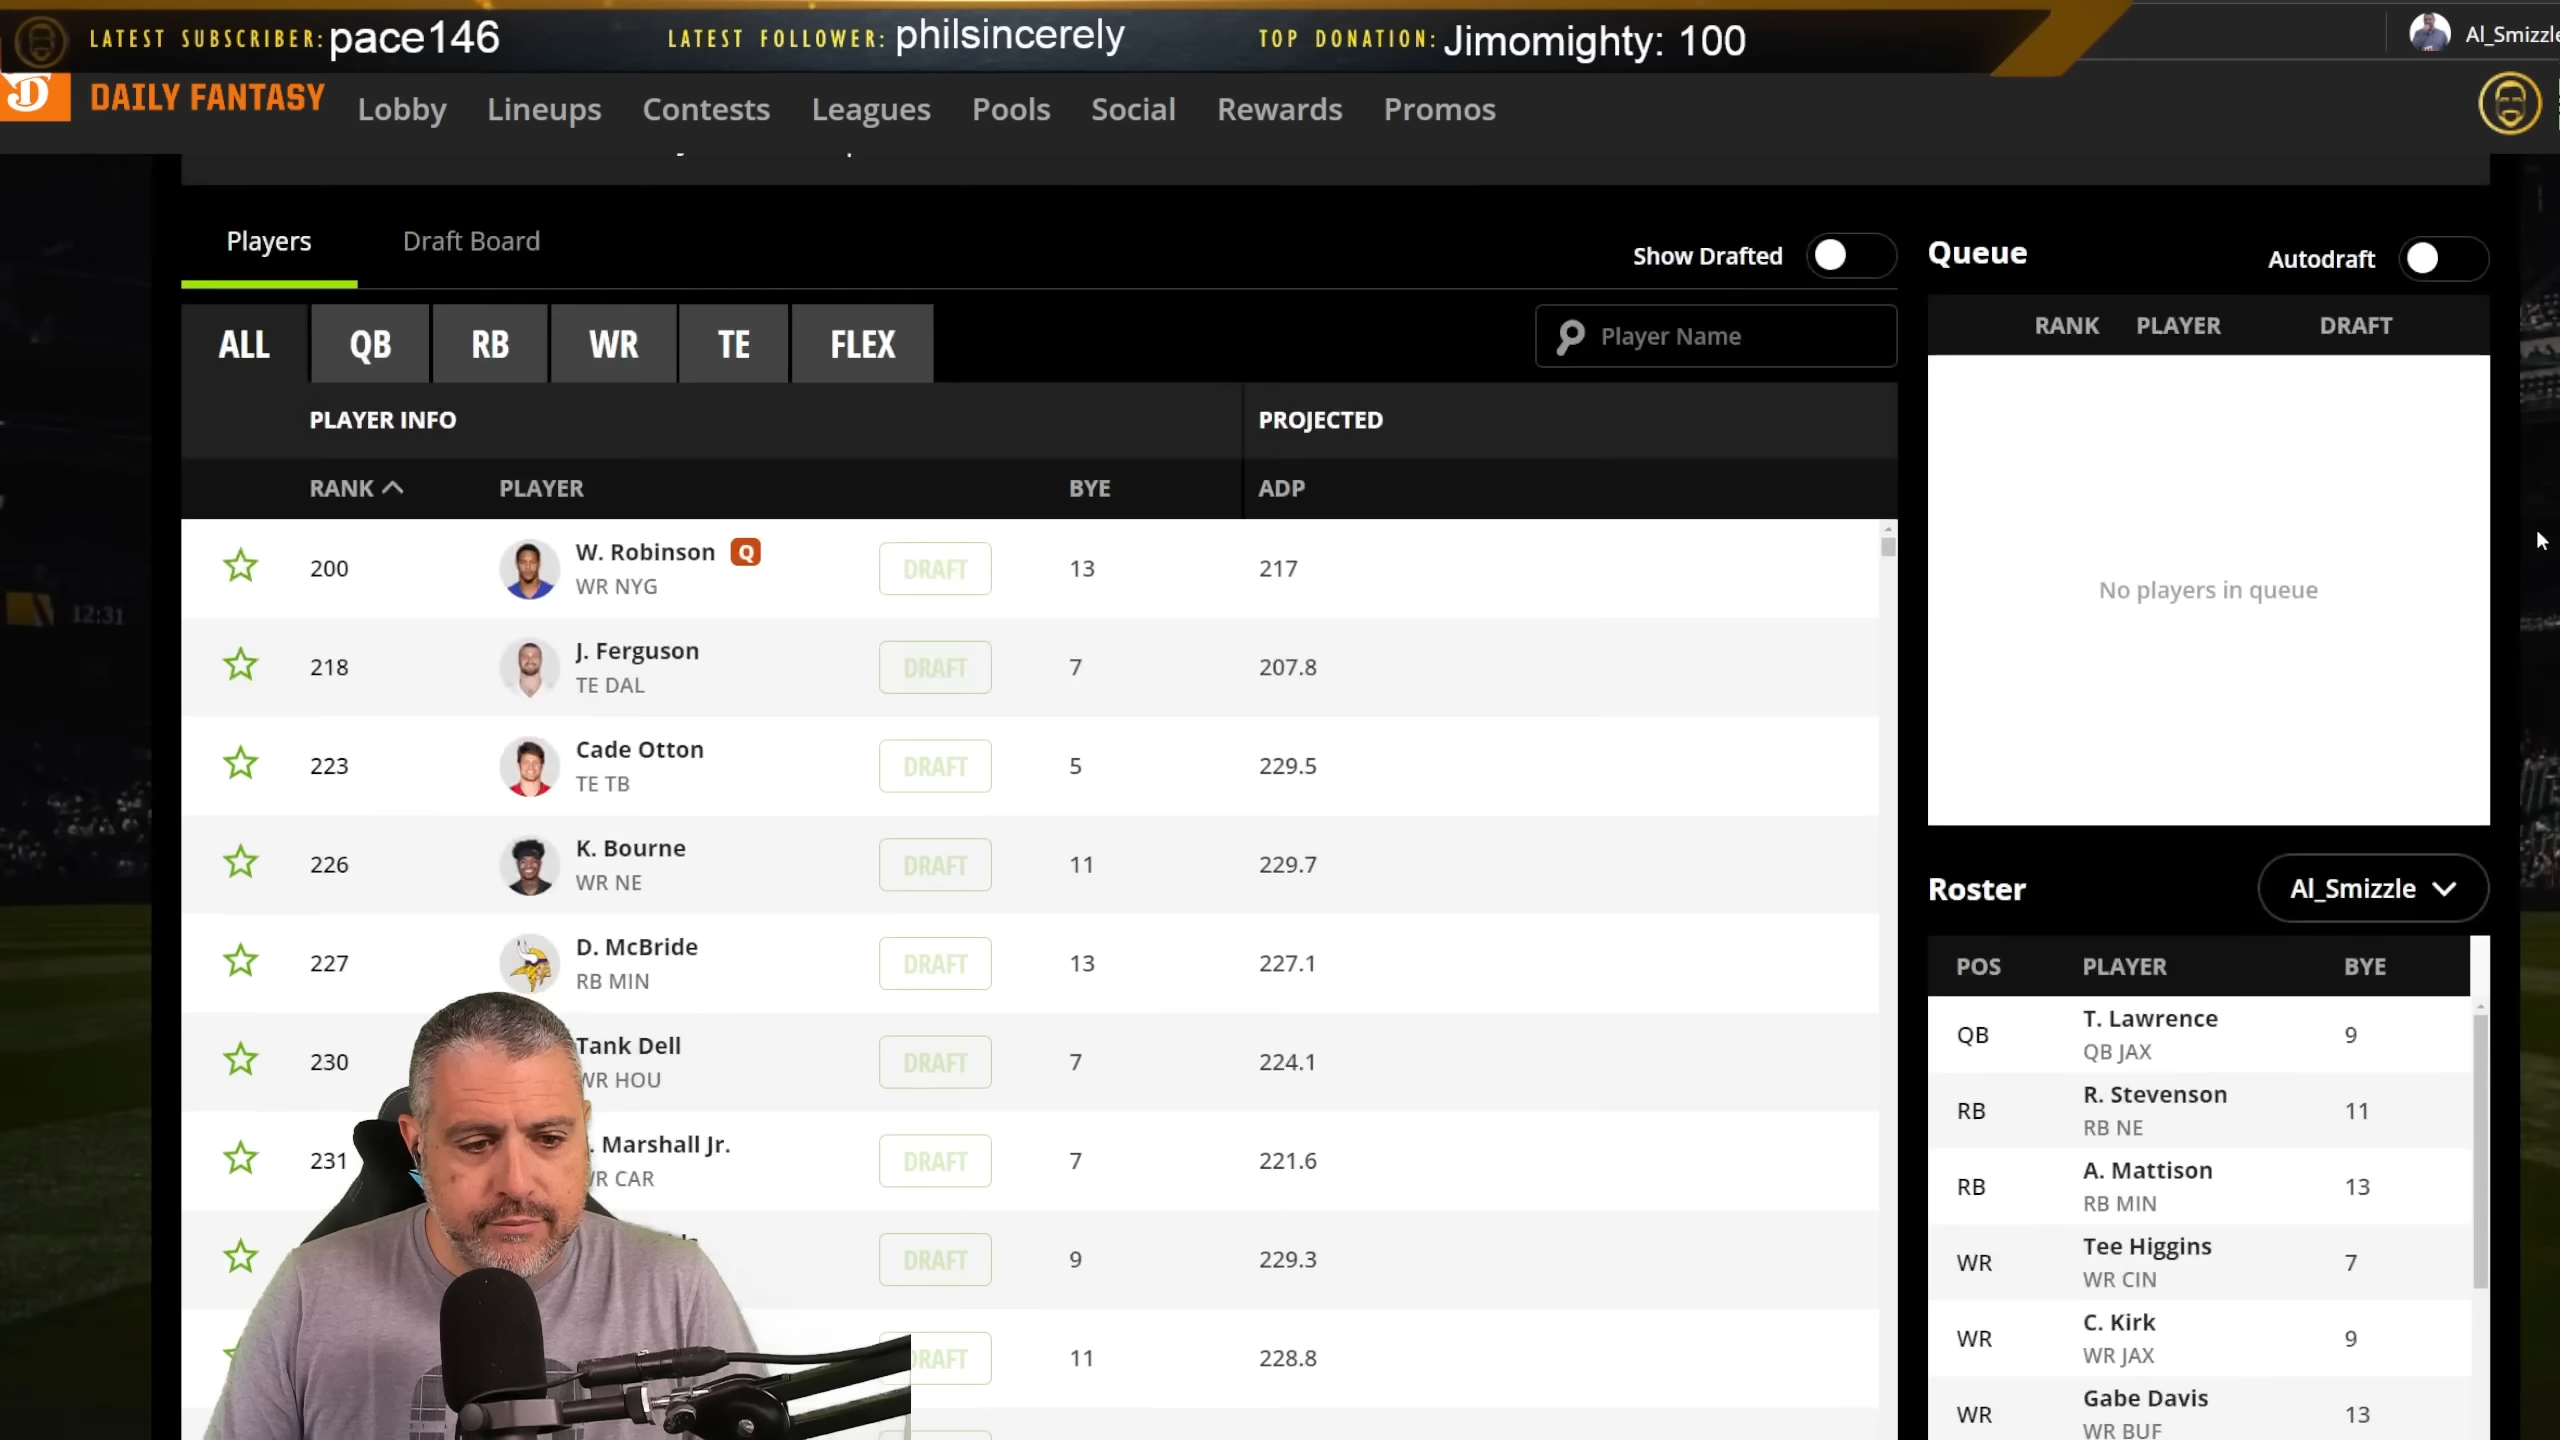 LATEST SUBSCRIBER: pace146
LATEST FOLLOWER: philsincerely
TOP DONATION: Jimomighty: 100
Al_Smizzle
DAILY FANTASY
Lobby Lineups Contests Leagues Pools Social Rewards Promos
Players Draft Board
Show Drafted
ALL QB RB WR TE FLEX
Player Name
PLAYER INFO PROJECTED
RANK PLAYER BYE ADP
200 W. Robinson Q DRAFT 13 217
WR NYG
218 J. Ferguson DRAFT 7 207.8
TE DAL
223 Cade Otton DRAFT 5 229.5
TE TB
226 K. Bourne DRAFT 11 229.7
WR NE
227 D. McBride DRAFT 13 227.1
RB MIN
230 Tank Dell DRAFT 7 224.1
WR HOU
231 Marshall Jr. DRAFT 7 221.6
WR CAR
DRAFT 9 229.3
DRAFT 11 228.8
12:31
Queue
Autodraft
RANK PLAYER DRAFT
No players in queue
Roster
Al_Smizzle
POS PLAYER BYE
QB T. Lawrence 9
QB JAX
RB R. Stevenson 11
RB NE
RB A. Mattison 13
RB MIN
WR Tee Higgins 7
WR CIN
WR C. Kirk 9
WR JAX
WR Gabe Davis 13
WR BUF